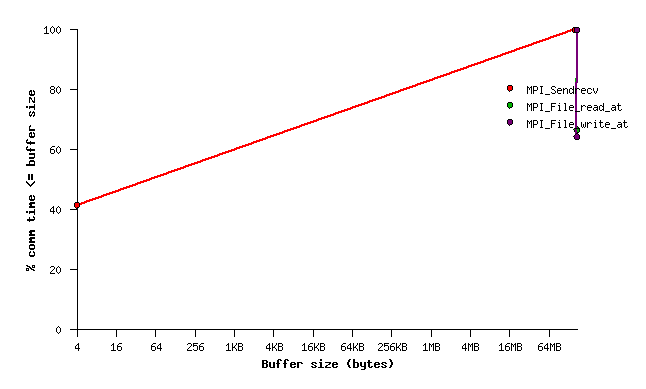 100
80
60
40
20
0
% comm time <= buffer size
MPI_Sendrecv
MPI_File_read_at
MPI_File_write_at
4 16 64 256 1KB 4KB 16KB 64KB 256KB 1MB 4MB 16MB 64MB
Buffer size (bytes)